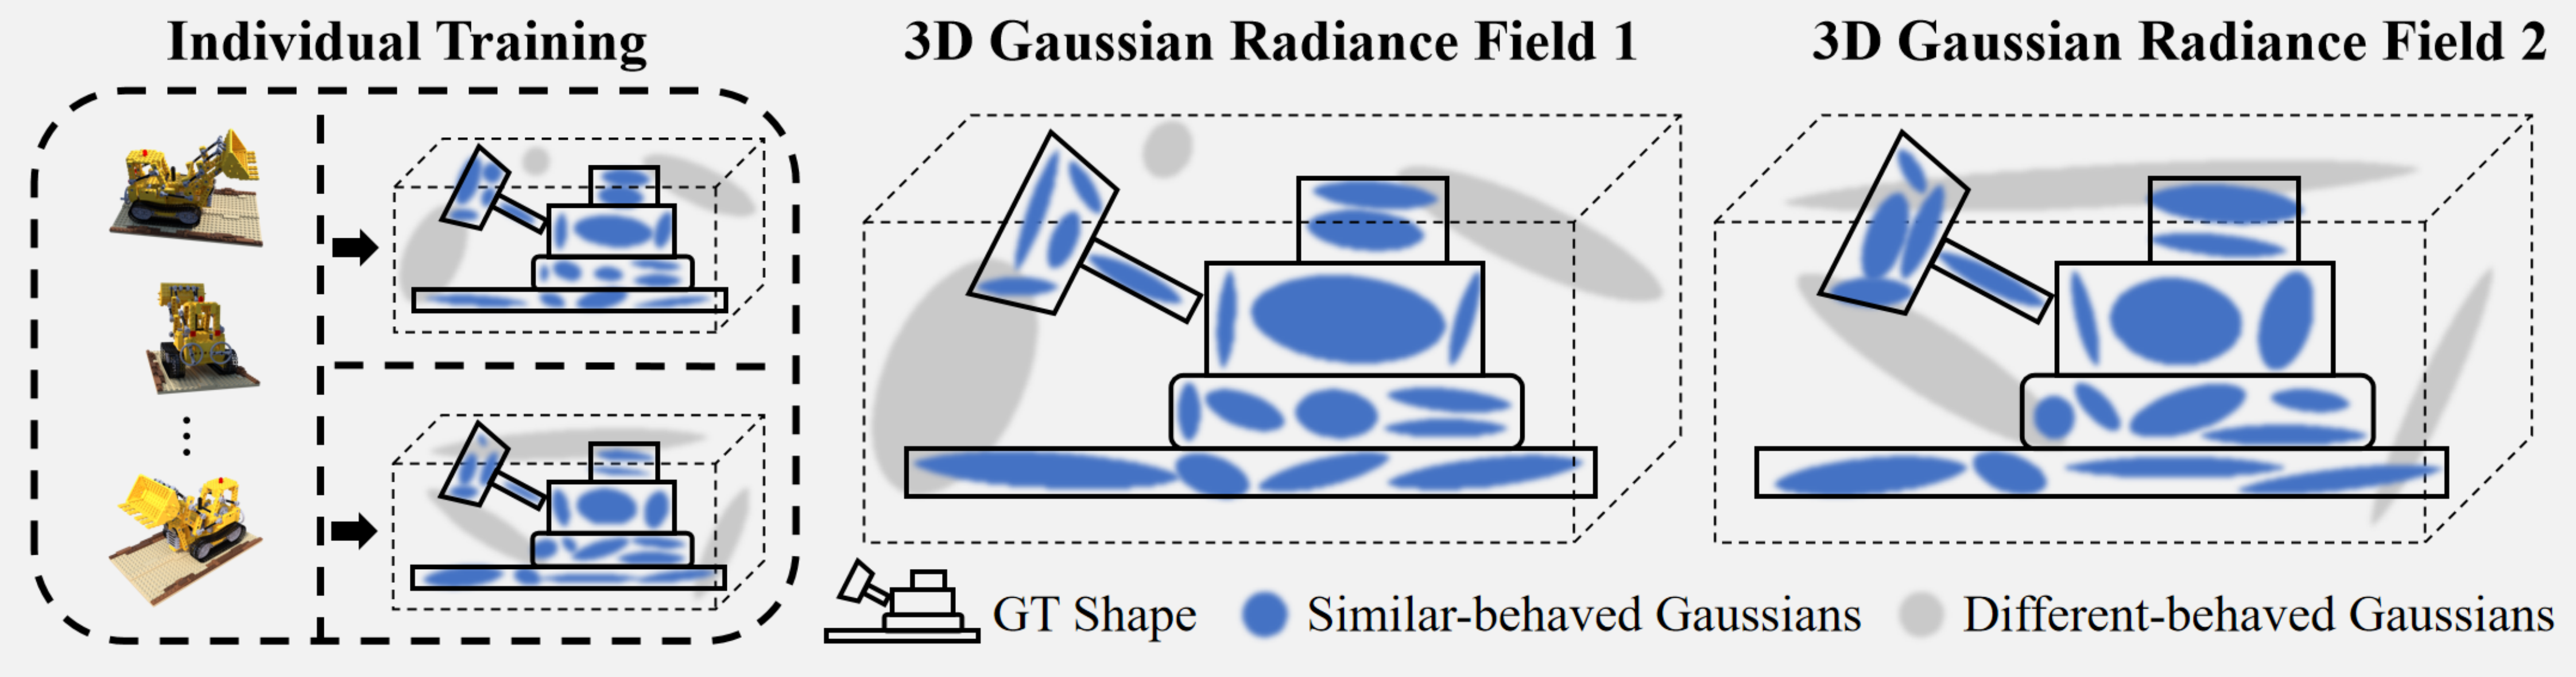 Individual Training
3D Gaussian Radiance Field 1
3D Gaussian Radiance Field 2
GT Shape
Similar-behaved Gaussians
Different-behaved Gaussians